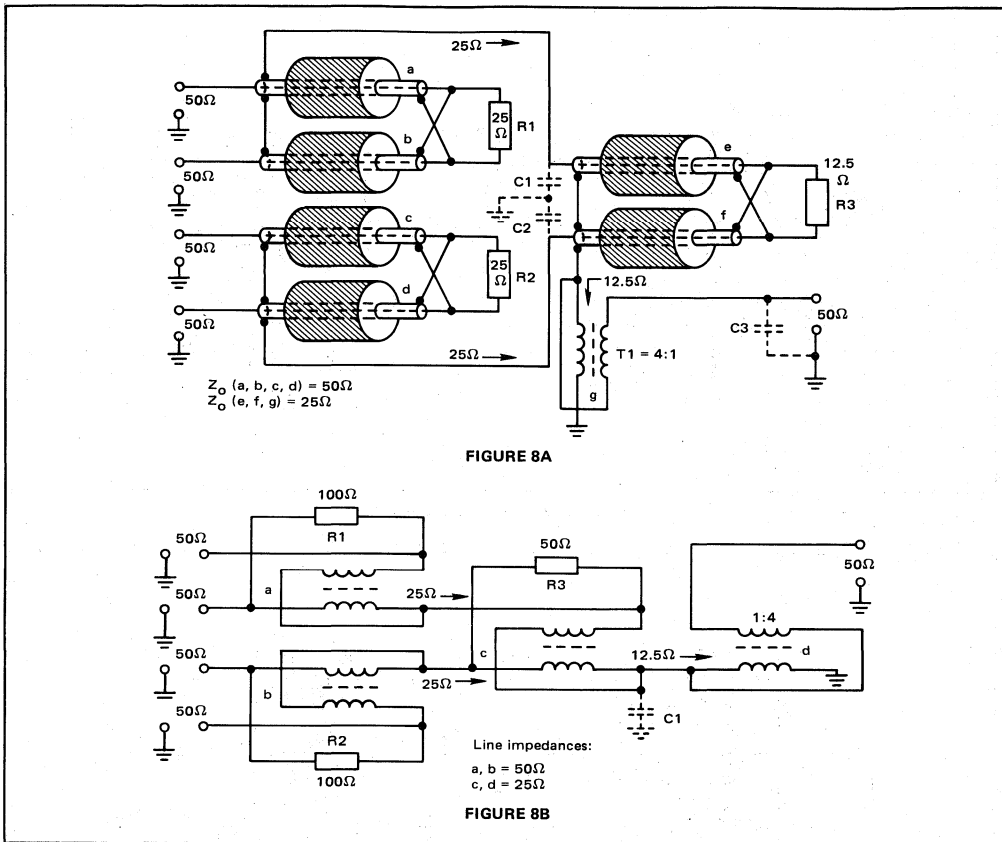 25Ω
a
50Ω
25
Ω
R1
b
50Ω
e
12.5
Ω
R3
C1
C2
f
c
50Ω
25
Ω
R2
d
50Ω
12.5Ω
50Ω
C3
T1 = 4:1
g
25Ω
Zo (a, b, c, d) = 50Ω
Zo (e, f, g) = 25Ω
FIGURE 8A
100Ω
R1
50Ω
50Ω
R3
50Ω
a
25Ω
50Ω
1:4
50Ω
c
12.5Ω
d
25Ω
b
50Ω
C1
R2
100Ω
Line impedances:
a, b = 50Ω
c, d = 25Ω
FIGURE 8B